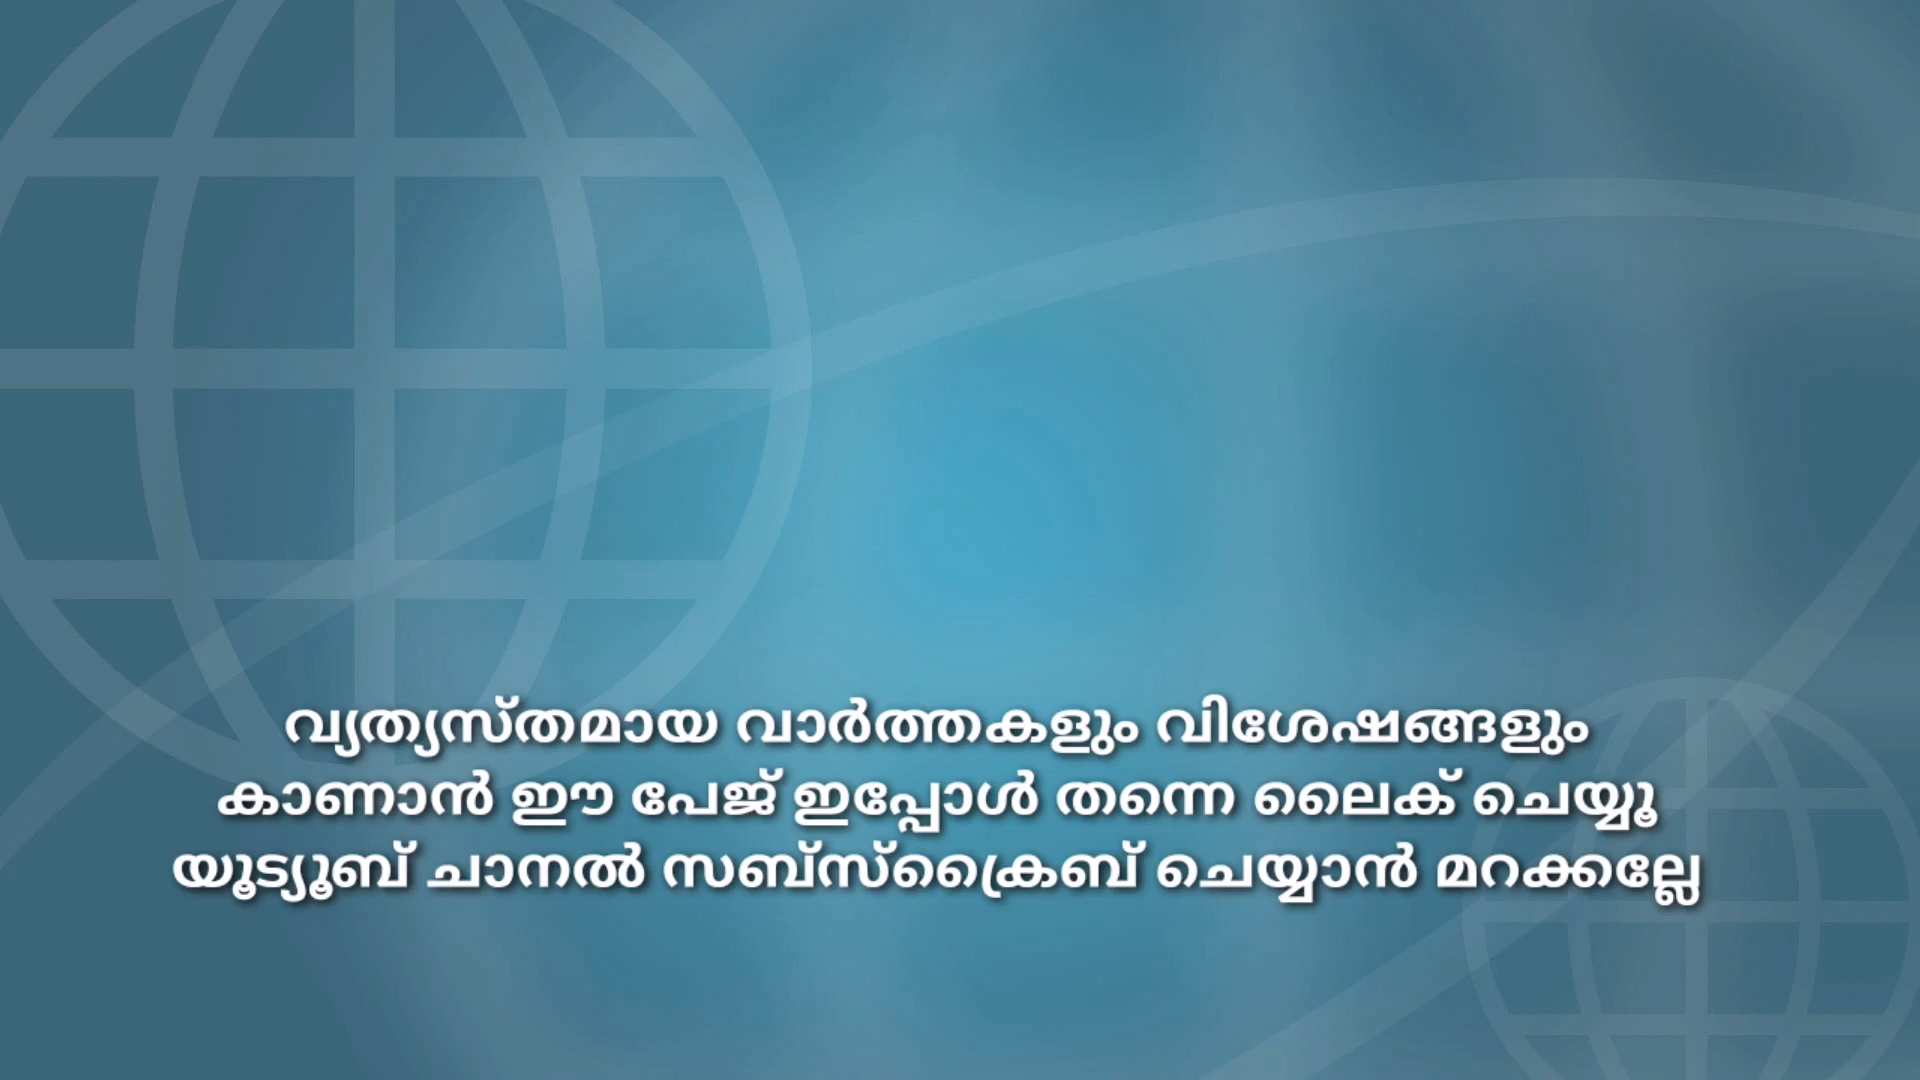 വ്യത്യസ്തമായ വാർത്തകളും വിശേഷങ്ങളും
കാണാൻ ഈ പേജ് ഇപ്പോൾ തന്നെ ലൈക് ചെയ്യൂ
യൂട്യൂബ് ചാനൽ സബ്സ്ക്രൈബ് ചെയ്യാൻ മറക്കല്ലേ